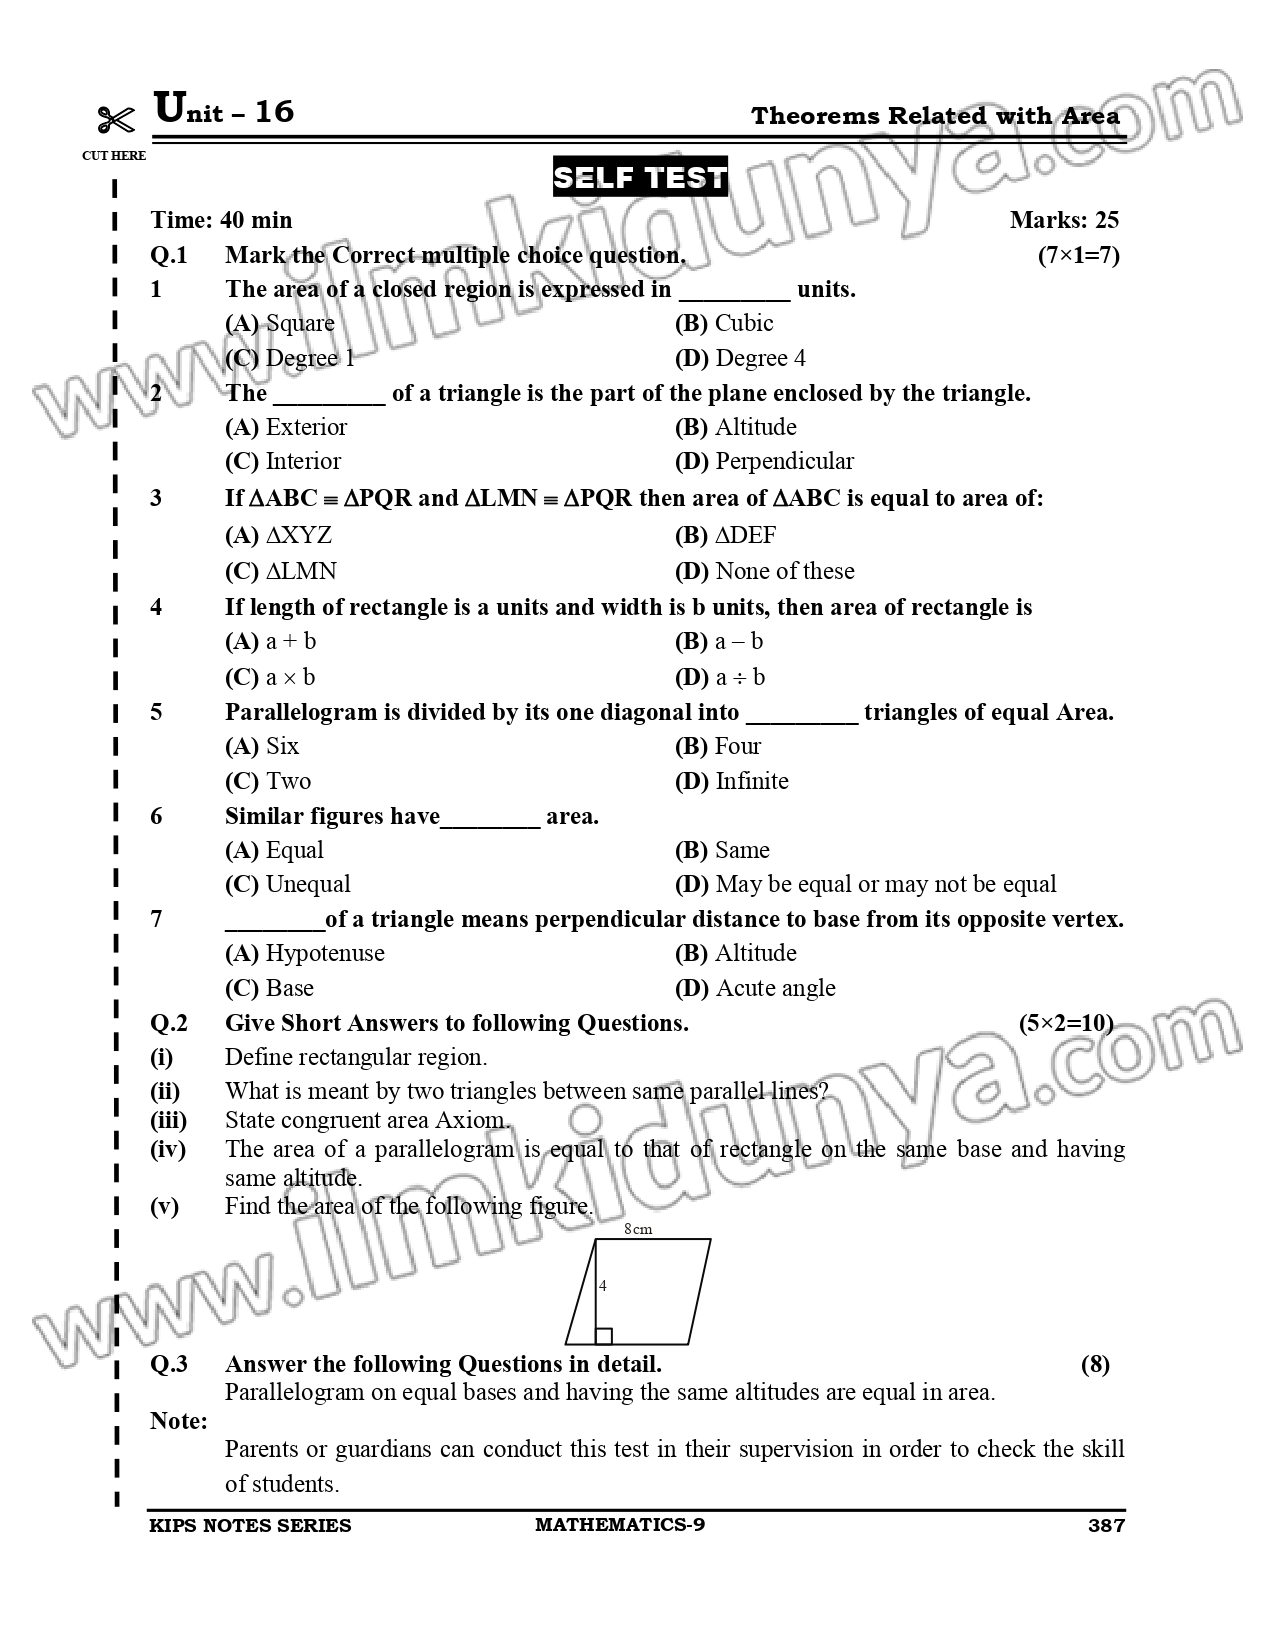 Unit – 16
Theorems Related with Area
CUT HERE
SELF TEST
Time: 40 min Marks: 25
Q.1 Mark the Correct multiple choice question. (7×1=7)
1 The area of a closed region is expressed in _________ units.
(A) Square (B) Cubic
(C) Degree 1 (D) Degree 4
2 The _________ of a triangle is the part of the plane enclosed by the triangle.
(A) Exterior (B) Altitude
(C) Interior (D) Perpendicular
3 If ∆ABC ≡ ∆PQR and ∆LMN ≡ ∆PQR then area of ∆ABC is equal to area of:
(A) ∆XYZ (B) ∆DEF
(C) ∆LMN (D) None of these
4 If length of rectangle is a units and width is b units, then area of rectangle is
(A) a + b (B) a – b
(C) a × b (D) a ÷ b
5 Parallelogram is divided by its one diagonal into _________ triangles of equal Area.
(A) Six (B) Four
(C) Two (D) Infinite
6 Similar figures have________ area.
(A) Equal (B) Same
(C) Unequal (D) May be equal or may not be equal
7 ________of a triangle means perpendicular distance to base from its opposite vertex.
(A) Hypotenuse (B) Altitude
(C) Base (D) Acute angle
Q.2 Give Short Answers to following Questions. (5×2=10)
(i) Define rectangular region.
(ii) What is meant by two triangles between same parallel lines?
(iii) State congruent area Axiom.
(iv) The area of a parallelogram is equal to that of rectangle on the same base and having
same altitude.
(v) Find the area of the following figure.
8cm
4
Q.3 Answer the following Questions in detail. (8)
Parallelogram on equal bases and having the same altitudes are equal in area.
Note:
Parents or guardians can conduct this test in their supervision in order to check the skill
of students.
KIPS NOTES SERIES MATHEMATICS-9 387
www.ilmkidunya.com
www.ilmkidunya.com